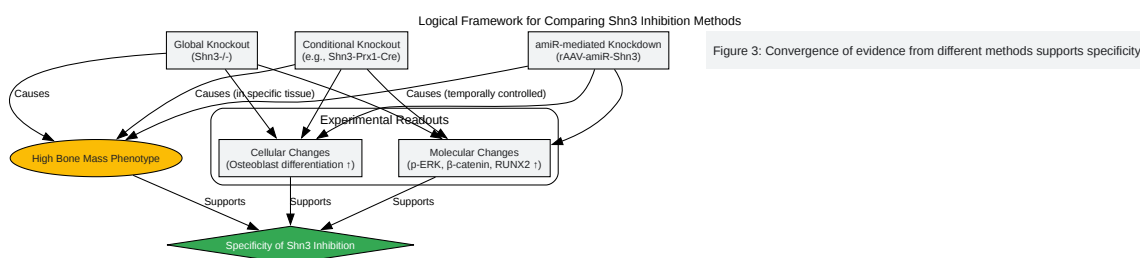 Logical Framework for Comparing Shn3 Inhibition Methods
Global Knockout
(Shn3-/-)
Conditional Knockout
(e.g., Shn3-Prx1-Cre)
amiR-mediated Knockdown
(rAAV-amiR-Shn3)
Figure 3: Convergence of evidence from different methods supports specificity
Causes
Causes (in specific tissue)
Causes (temporally controlled)
Experimental Readouts
High Bone Mass Phenotype
Cellular Changes
(Osteoblast differentiation ↑)
Molecular Changes
(p-ERK, β-catenin, RUNX2 ↑)
Supports
Supports
Supports
Specificity of Shn3 Inhibition